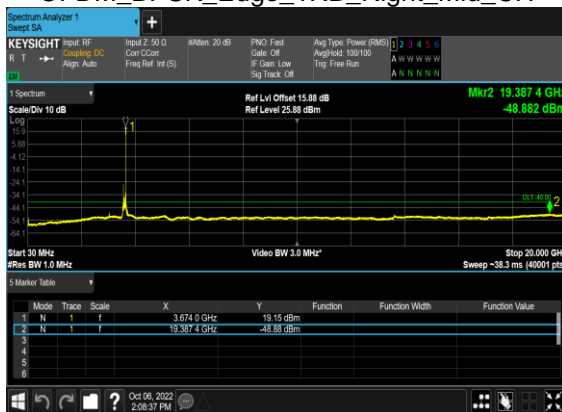 Spectrum Analyzer 1
Swept SA
KEYSIGHT Input: RF Input Z: 50 Ω #Atten: 20 dB PNO: Fast Avg Type: Power (RMS) 1 2 3 4 5 6
R T Coupling: DC Corr CCorr Gate: Off Avg|Hold: 100/100 A W W W W W
Align: Auto Freq Ref: Int (S) IF Gain: Low Trig: Free Run
Sig Track: Off A N N N N N
1 Spectrum
Ref Lvl Offset 15.88 dB Mkr2 19.387 4 GHz
Scale/Div 10 dB Ref Level 25.88 dBm -48.882 dBm
Log
15.9
5.88
-4.12
-14.1
-24.1
-34.1
-44.1
-54.1
-64.1
1
2
Start 30 MHz Video BW 3.0 MHz* Stop 20.000 GH
#Res BW 1.0 MHz Sweep ~38.3 ms (40001 pts
5 Marker Table
Mode Trace Scale X Y Function Function Width Function Value
1 N 1 f 3.674 0 GHz 19.15 dBm
2 N 1 f 19.387 4 GHz -48.88 dBm
3
4
5
6
? Oct 06, 2022
2:08:37 PM